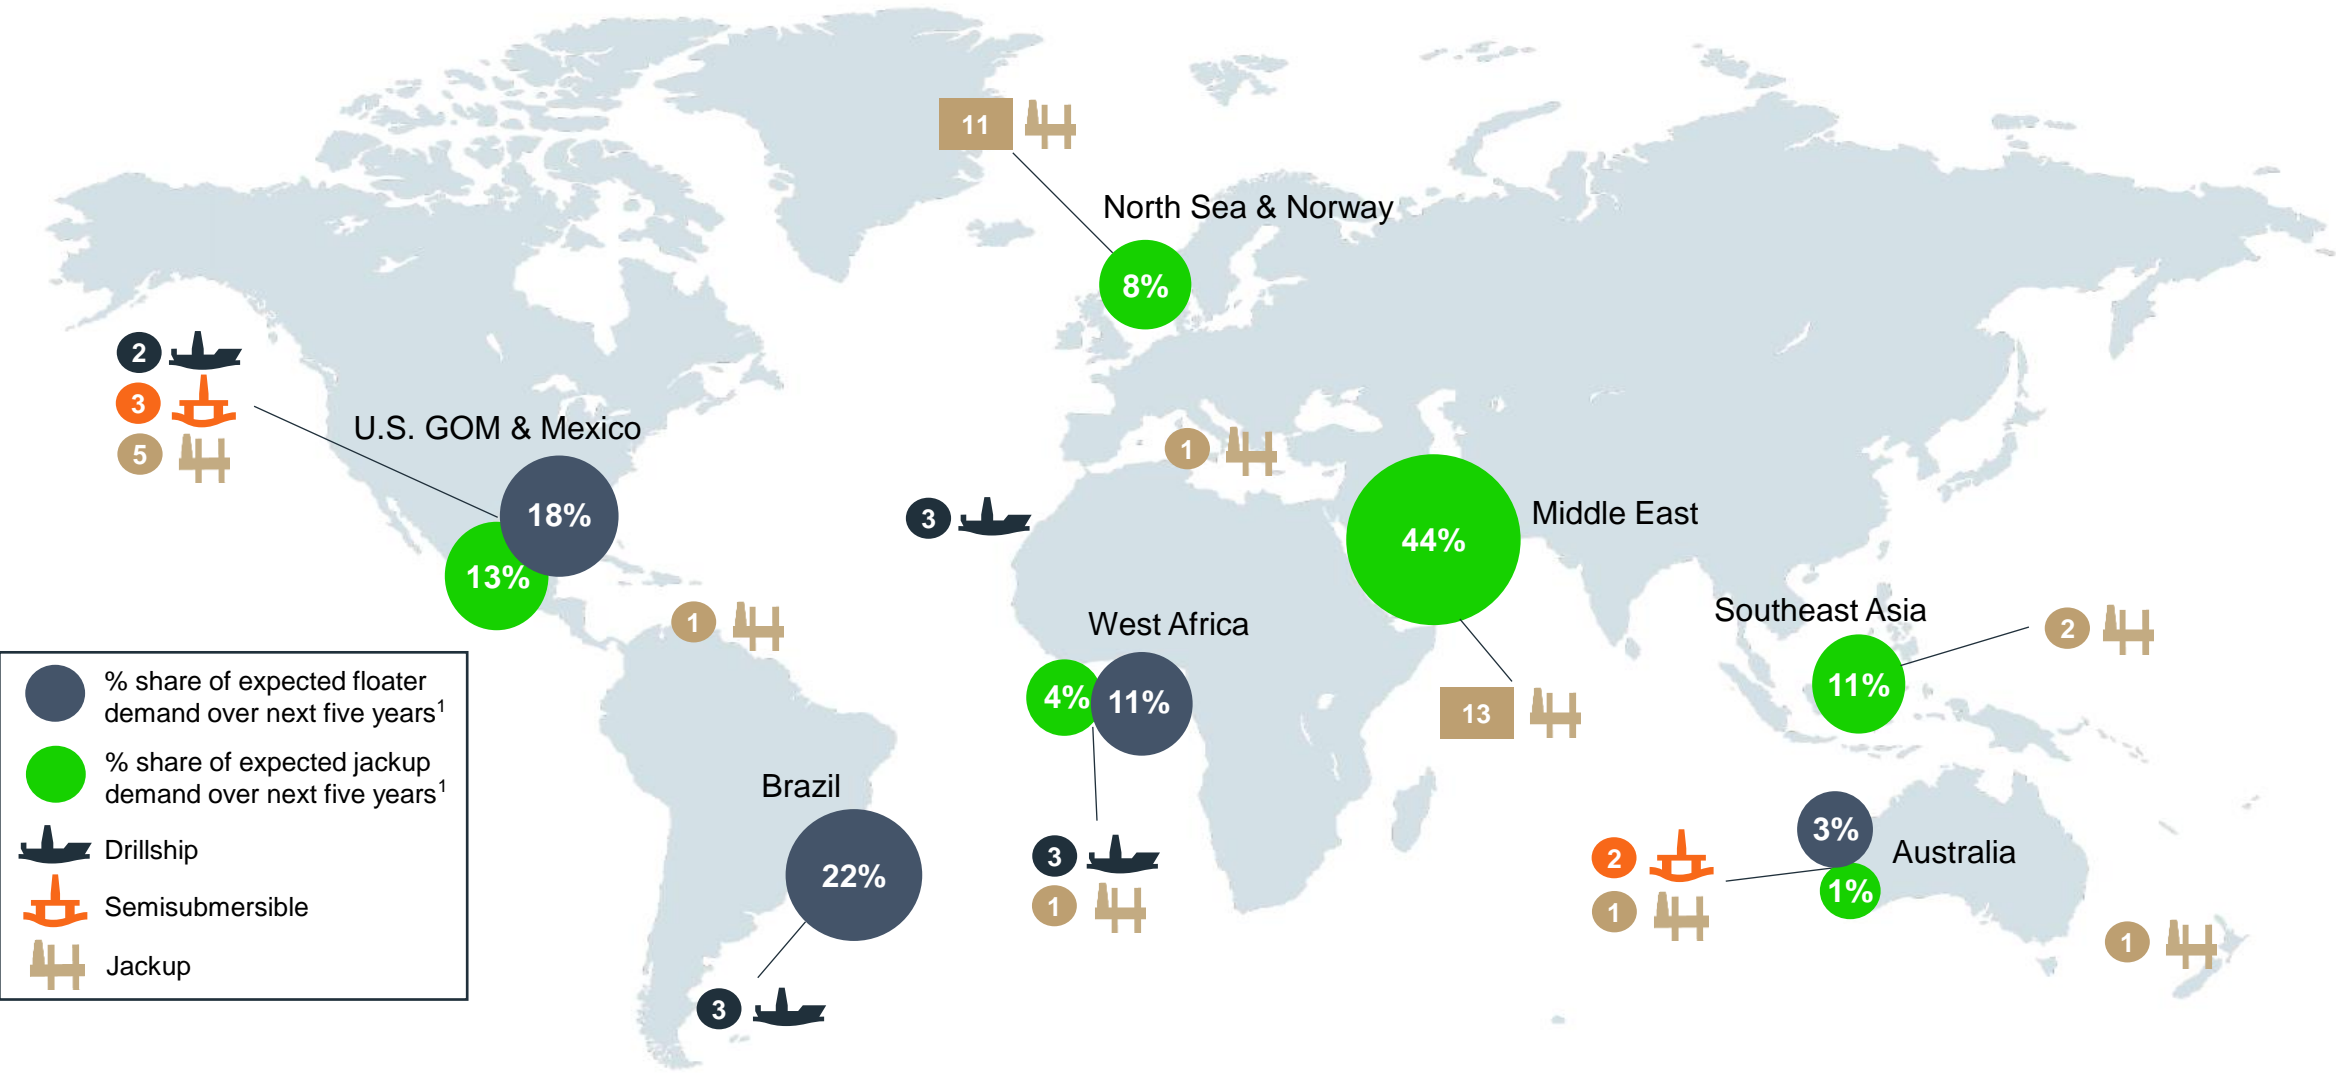 11
North Sea & Norway
8%
2
3
5
U.S. GOM & Mexico
18%
13%
1
1
3
44%
Middle East
13
West Africa
4%
11%
3
1
Southeast Asia
11%
2
Brazil
22%
3
3%
1%
Australia
2
1
1
% share of expected floater
demand over next five years1
% share of expected jackup
demand over next five years1
Drillship
Semisubmersible
Jackup